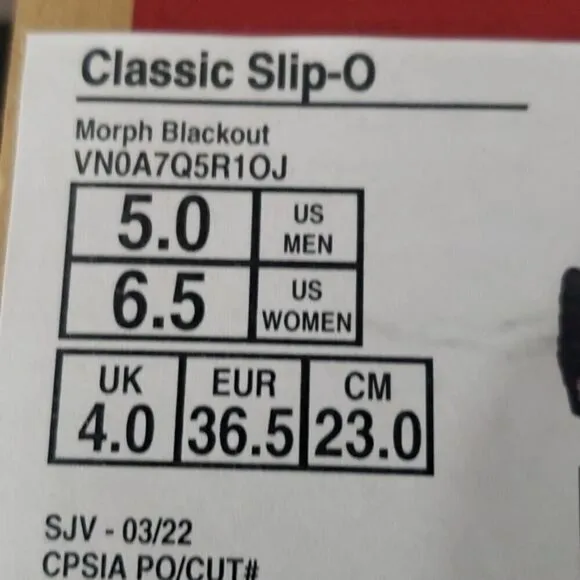 Classic Slip-O
Morph Blackout
VN0A7Q5R1OJ
5.0 US MEN
6.5 US WOMEN
UK EUR CM
4.0 36.5 23.0
SJV - 03/22
CPSIA PO/CUT#